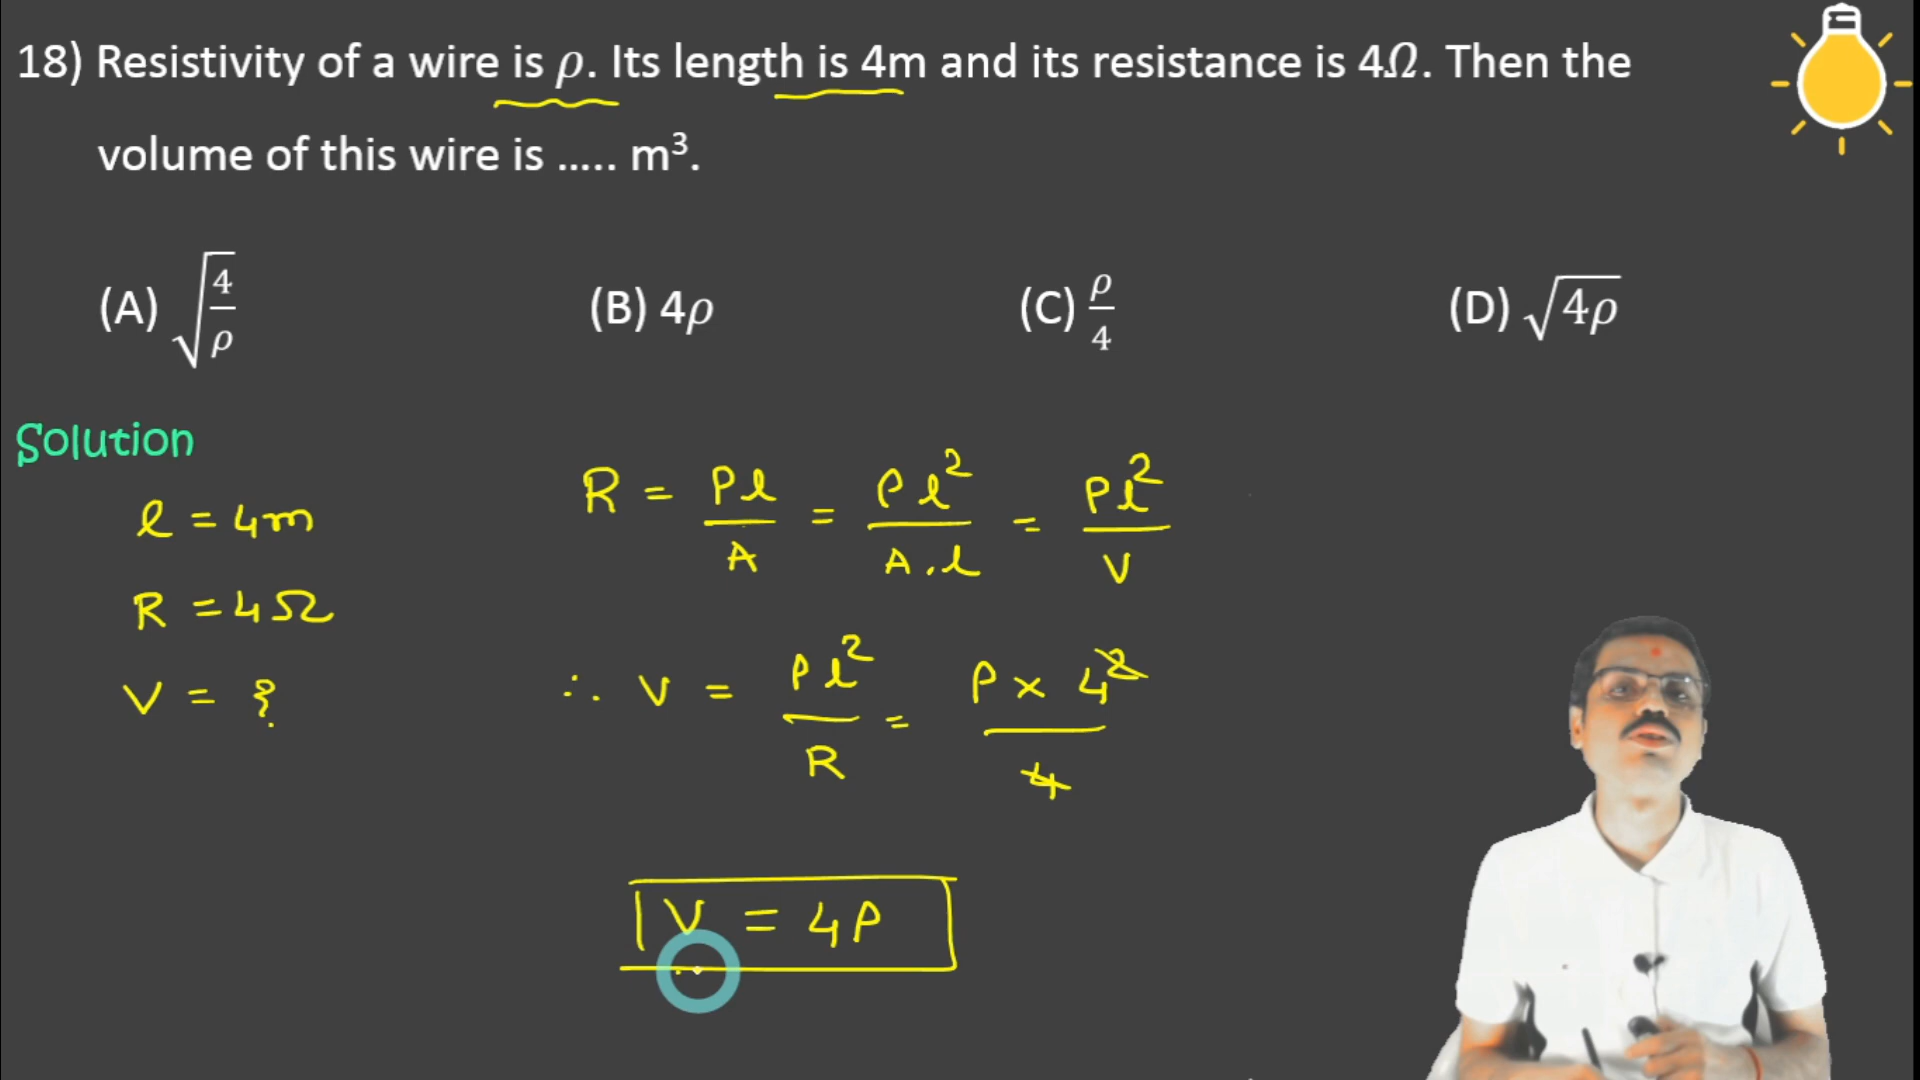 18) Resistivity of a wire is ρ. Its length is 4m and its resistance is 4Ω. Then the
volume of this wire is ..... m³.
(A) √(4/ρ) (B) 4ρ (C) ρ/4 (D) √4ρ
Solution
l = 4m
R = 4Ω
V = ?
R = ρl/A = ρl²/A.l = ρl²/V
∴ V = ρl²/R = ρ × 4²/4
V = 4ρ